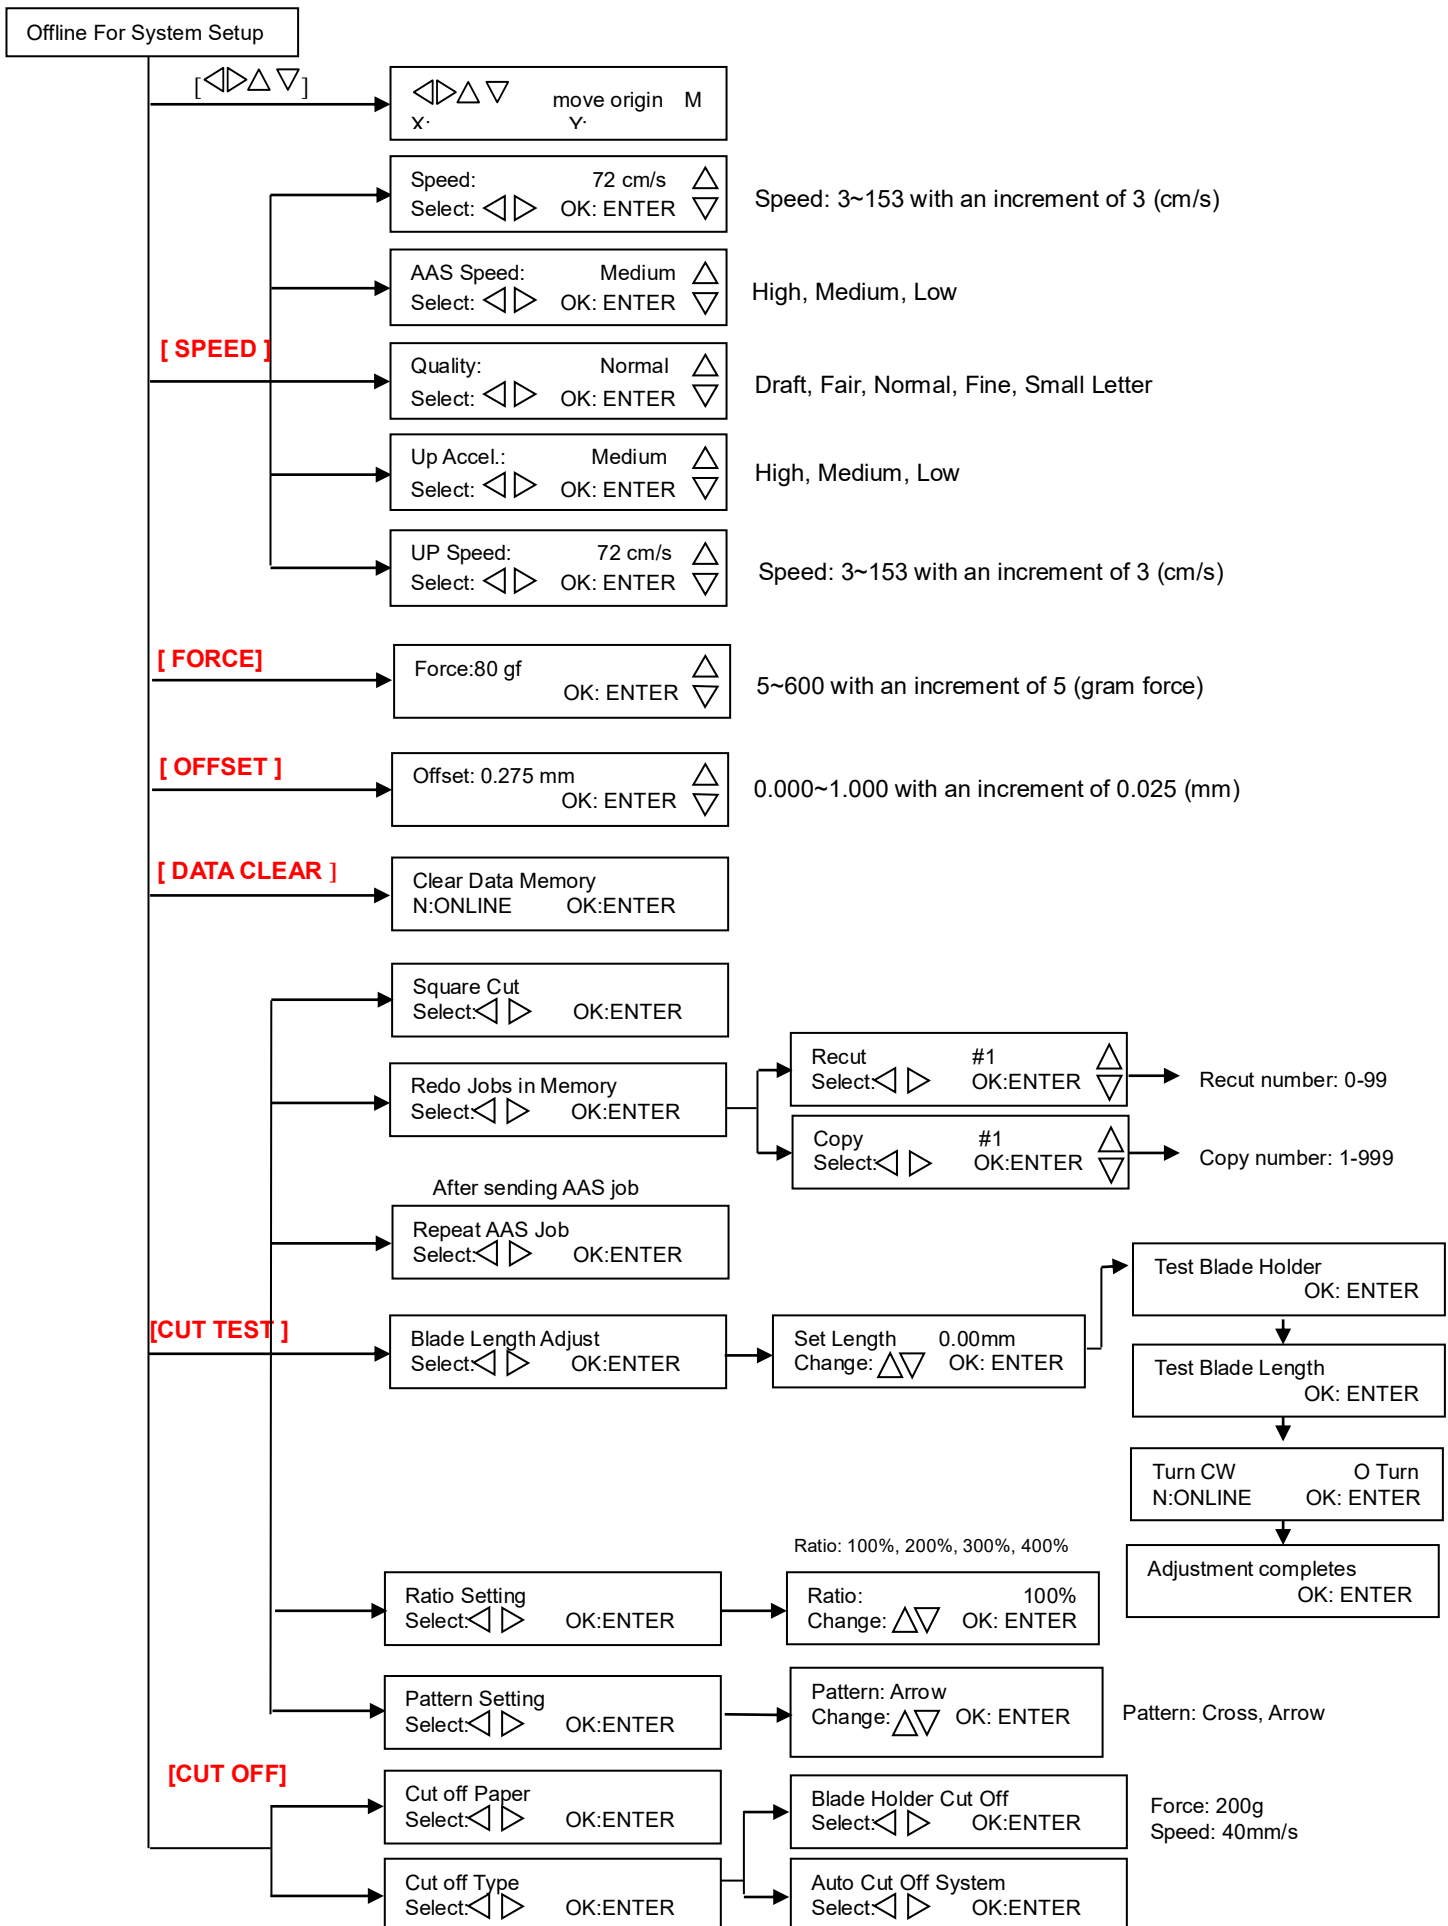 Offline For System Setup
[◁▷△ ▽]
◁▷△ ▽ move origin M
X: Y:
Speed: 72 cm/s △
Select: ◁ ▷ OK: ENTER ▽
Speed: 3~153 with an increment of 3 (cm/s)
AAS Speed: Medium △
Select: ◁ ▷ OK: ENTER ▽
High, Medium, Low
[ SPEED ]
Quality: Normal △
Select: ◁ ▷ OK: ENTER ▽
Draft, Fair, Normal, Fine, Small Letter
Up Accel.: Medium △
Select: ◁ ▷ OK: ENTER ▽
High, Medium, Low
UP Speed: 72 cm/s △
Select: ◁ ▷ OK: ENTER ▽
Speed: 3~153 with an increment of 3 (cm/s)
[ FORCE]
Force:80 gf △
OK: ENTER ▽
5~600 with an increment of 5 (gram force)
[ OFFSET ]
Offset: 0.275 mm △
OK: ENTER ▽
0.000~1.000 with an increment of 0.025 (mm)
[ DATA CLEAR ]
Clear Data Memory
N:ONLINE OK:ENTER
Square Cut
Select:◁ ▷ OK:ENTER
Redo Jobs in Memory
Select:◁ ▷ OK:ENTER
Recut #1 △
Select:◁ ▷ OK:ENTER ▽
Recut number: 0-99
Copy #1 △
Select:◁ ▷ OK:ENTER ▽
Copy number: 1-999
After sending AAS job
Repeat AAS Job
Select:◁ ▷ OK:ENTER
[CUT TEST ]
Blade Length Adjust
Select:◁ ▷ OK:ENTER
Set Length 0.00mm
Change: △▽ OK: ENTER
Test Blade Holder
OK: ENTER
Test Blade Length
OK: ENTER
Turn CW O Turn
N:ONLINE OK: ENTER
Adjustment completes
OK: ENTER
Ratio: 100%, 200%, 300%, 400%
Ratio Setting
Select:◁ ▷ OK:ENTER
Ratio: 100%
Change: △▽ OK: ENTER
Pattern Setting
Select:◁ ▷ OK:ENTER
Pattern: Arrow
Change: △▽ OK: ENTER
Pattern: Cross, Arrow
[CUT OFF]
Cut off Paper
Select:◁ ▷ OK:ENTER
Blade Holder Cut Off
Select:◁ ▷ OK:ENTER
Force: 200g
Speed: 40mm/s
Cut off Type
Select:◁ ▷ OK:ENTER
Auto Cut Off System
Select:◁ ▷ OK:ENTER